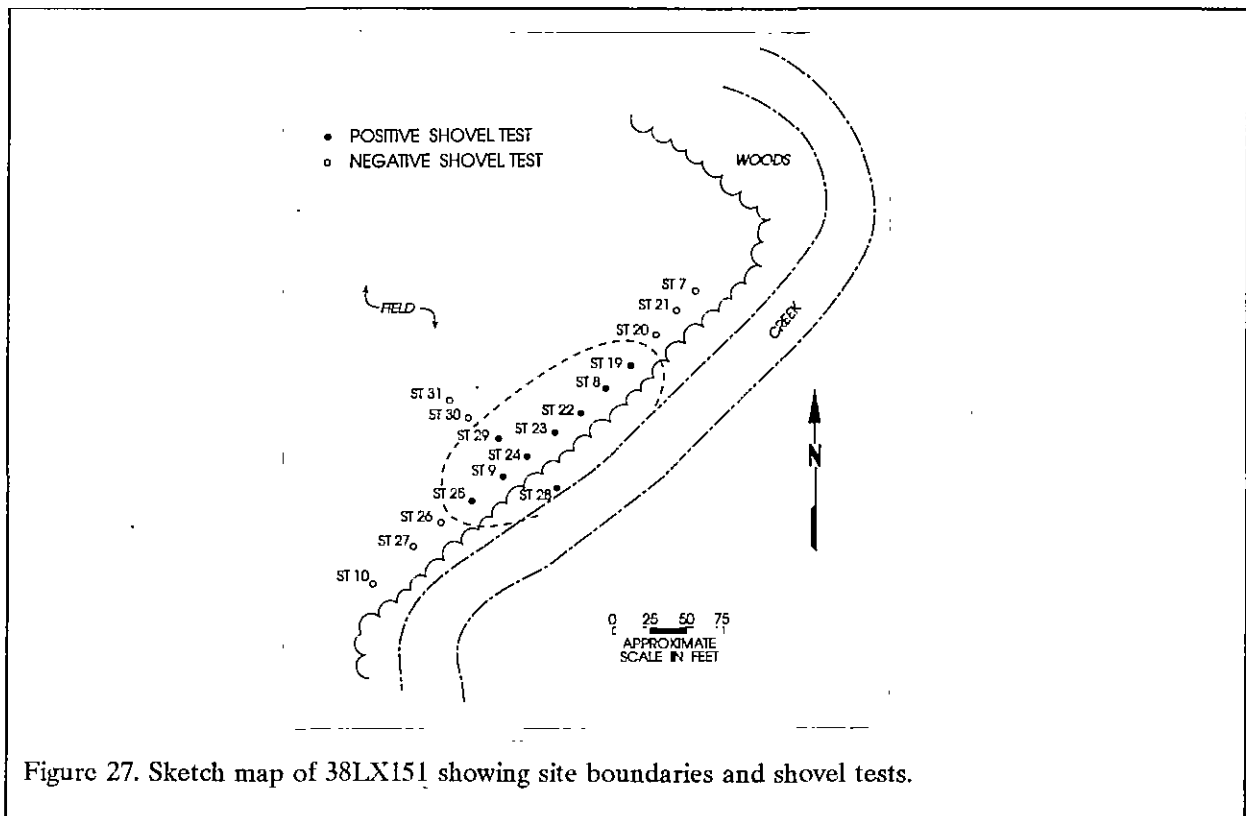 POSITIVE SHOVEL TEST
NEGATIVE SHOVEL TEST
WOODS
ST 7
ST 21
FIELD
CREEK
ST 20
ST 19
ST 8
ST 31
ST 30
ST 22
ST 29
ST 23
ST 24
ST 9
ST 25
ST 28
N
ST 26
ST 27
ST 10
0 25 50 75
APPROXIMATE
SCALE IN FEET
Figure 27. Sketch map of 38LX151 showing site boundaries and shovel tests.